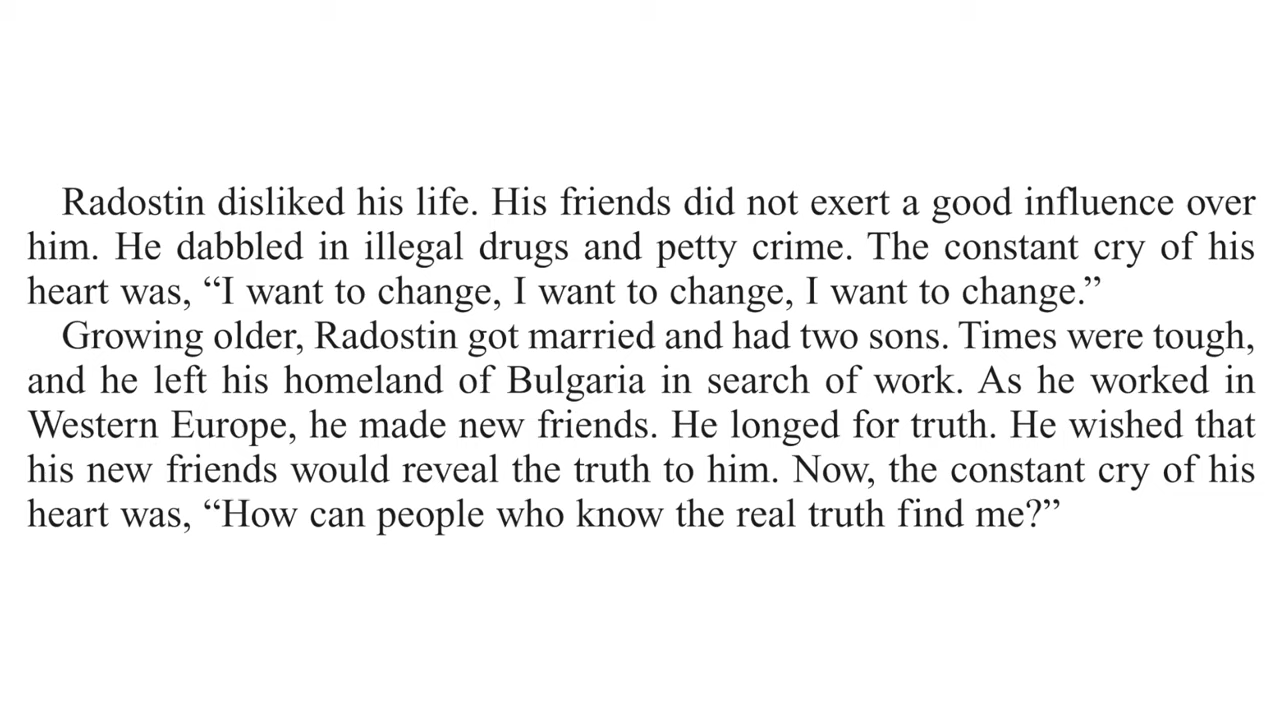 Radostin disliked his life. His friends did not exert a good influence over
him. He dabbled in illegal drugs and petty crime. The constant cry of his
heart was, “I want to change, I want to change, I want to change.”
Growing older, Radostin got married and had two sons. Times were tough,
and he left his homeland of Bulgaria in search of work. As he worked in
Western Europe, he made new friends. He longed for truth. He wished that
his new friends would reveal the truth to him. Now, the constant cry of his
heart was, “How can people who know the real truth find me?”